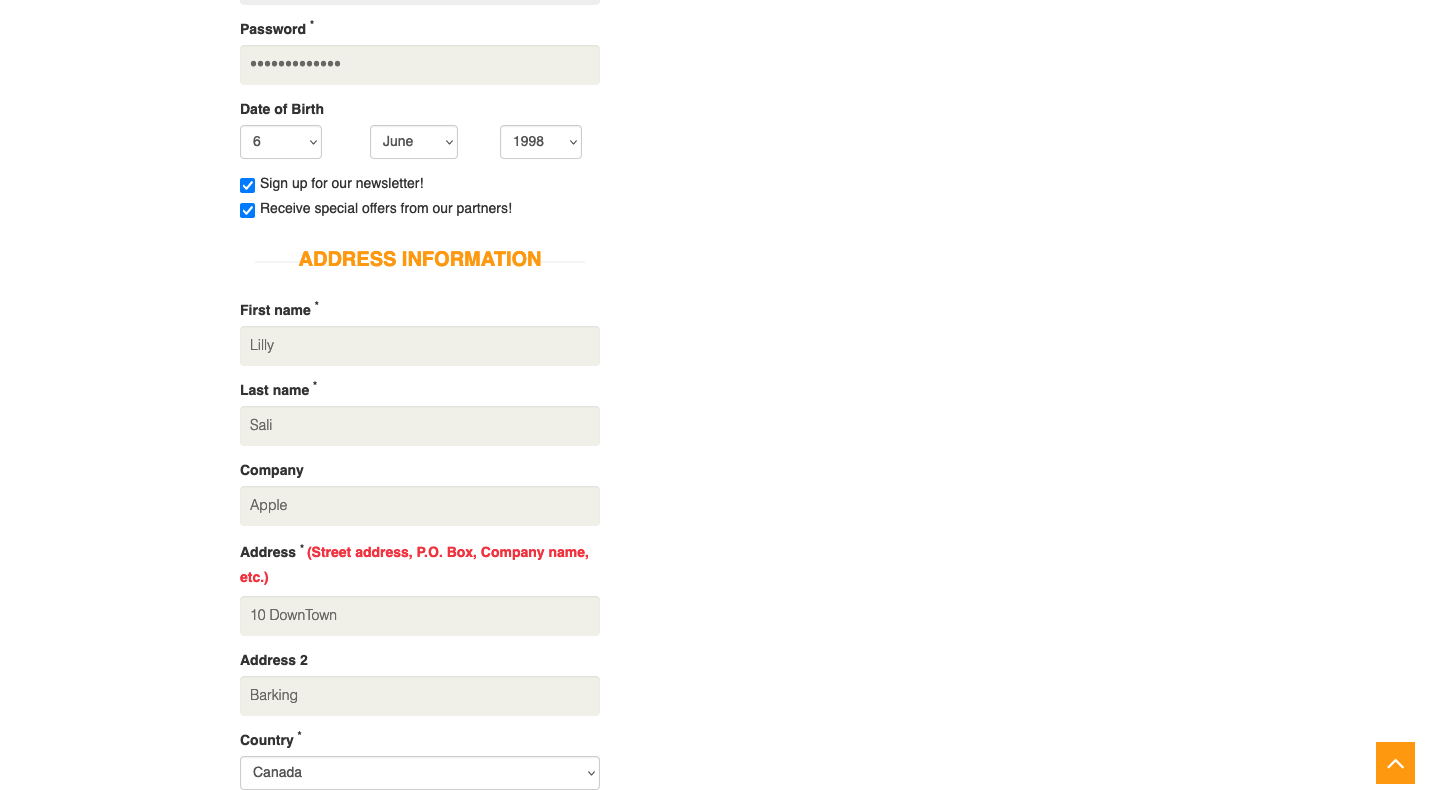 Password *
•••••••••••••
Date of Birth
6 June 1998
Sign up for our newsletter!
Receive special offers from our partners!
ADDRESS INFORMATION
First name *
Lilly
Last name *
Sali
Company
Apple
Address * (Street address, P.O. Box, Company name,
etc.)
10 DownTown
Address 2
Barking
Country *
Canada